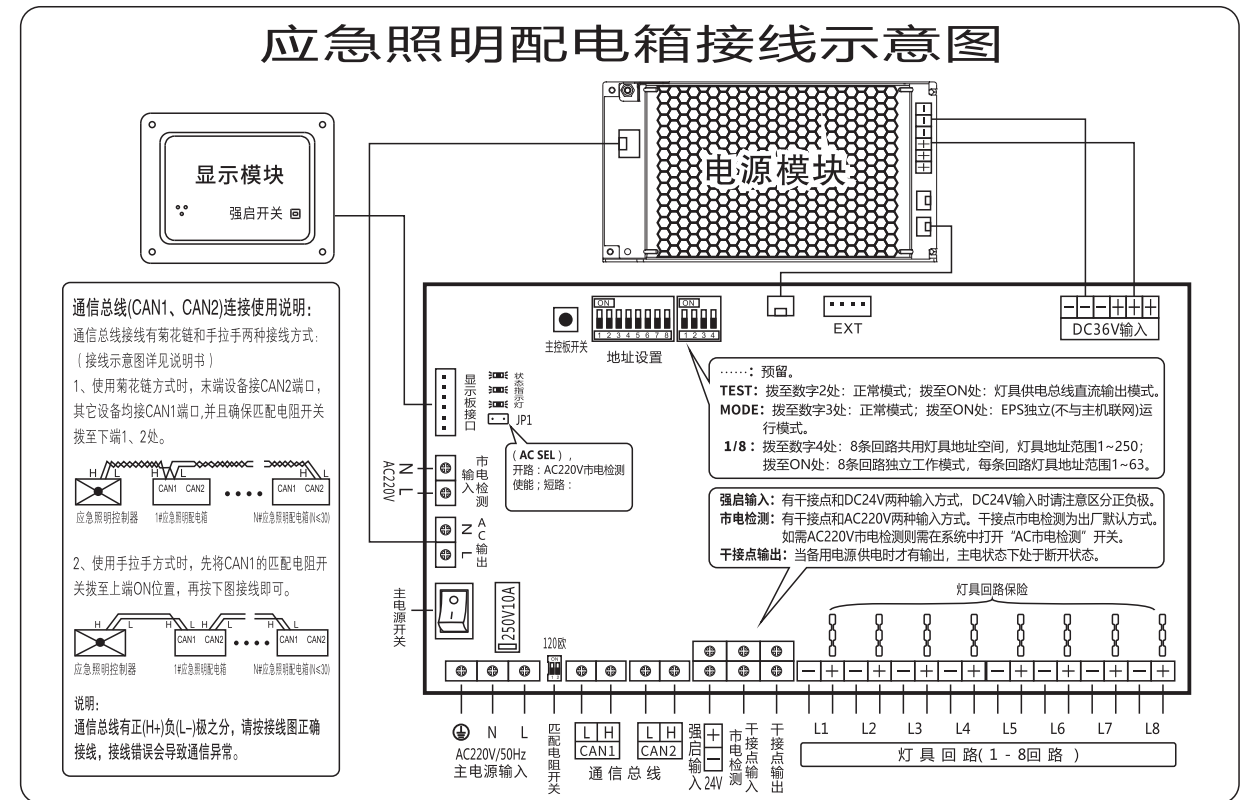 应急照明配电箱接线示意图
显示模块
强启开关
电源模块
通信总线(CAN1、CAN2)连接使用说明：
通信总线接线有菊花链和手拉手两种接线方式：
（接线示意图详见说明书）
1、使用菊花链方式时，末端设备接CAN2端口，
其它设备均接CAN1端口,并且确保匹配电阻开关
拨至下端1、2处。
H L H L H L
CAN1 CAN2 CAN1 CAN2
应急照明控制器 1#应急照明配电箱 N#应急照明配电箱(N≤30)
2、使用手拉手方式时，先将CAN1的匹配电阻开
关拨至上端ON位置，再按下图接线即可。
H L H L H L H L
CAN1 CAN2 CAN1 CAN2
应急照明控制器 1#应急照明配电箱 N#应急照明配电箱(N≤30)
说明:
通信总线有正(H+)负(L−)极之分，请按接线图正确
接线，接线错误会导致通信异常。
主控板开关
ON
1 2 3 4 5 6 7 8
ON
1 2 3 4
地址设置
EXT
− − − + + +
DC36V输入
显示板接口
状态指示灯
JP1
（AC SEL），
开路：AC220V市电检测
使能；短路：
……：预留。
TEST：拨至数字2处：正常模式；拨至ON处：灯具供电总线直流输出模式。
MODE：拨至数字3处：正常模式；拨至ON处：EPS独立(不与主机联网)运
行模式。
1/8：拨至数字4处：8条回路共用灯具地址空间，灯具地址范围1~250；
拨至ON处：8条回路独立工作模式，每条回路灯具地址范围1~63。
强启输入：有干接点和DC24V两种输入方式，DC24V输入时请注意区分正负极。
市电检测：有干接点和AC220V两种输入方式。干接点市电检测为出厂默认方式。
如需AC220V市电检测则需在系统中打开“AC市电检测”开关。
干接点输出：当备用电源供电时才有输出，主电状态下处于断开状态。
AC220V
N L
市电检测
输入
N L
AC输出
主电源开关
250V10A
120欧
ON
1 2
灯具回路保险
− + − + − + − + − + − + − + − +
N L
AC220V/50Hz
主电源输入
匹配电阻开关
L H
CAN1
L H
CAN2
通信总线
强启输入
+
−
24V
市电检测
干接点输入
干接点输出
L1 L2 L3 L4 L5 L6 L7 L8
灯具回路(1-8回路)